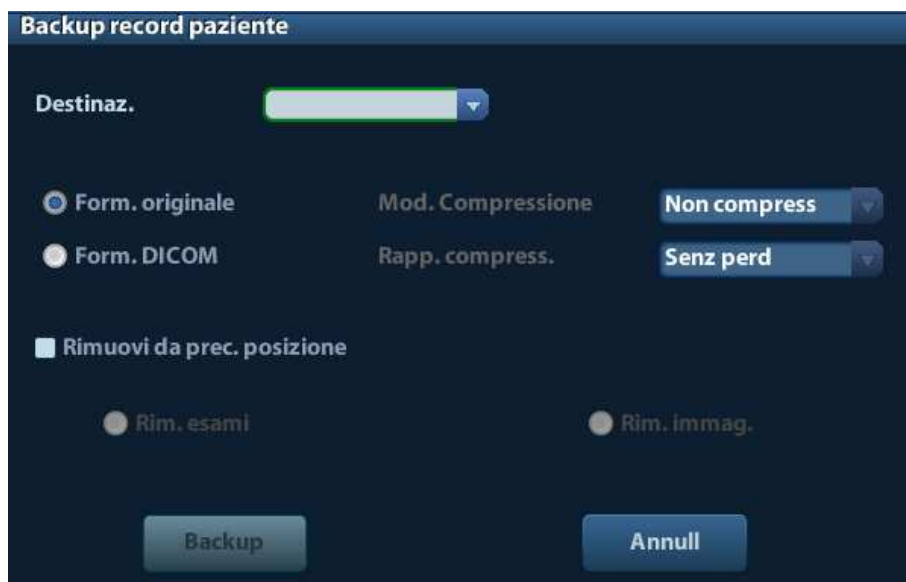 Backup record paziente
Destinaz.
Form. originale Mod. Compressione Non compress
Form. DICOM Rapp. compress. Senz perd
Rimuovi da prec. posizione
Rim. esami Rim. immag.
Backup Annull